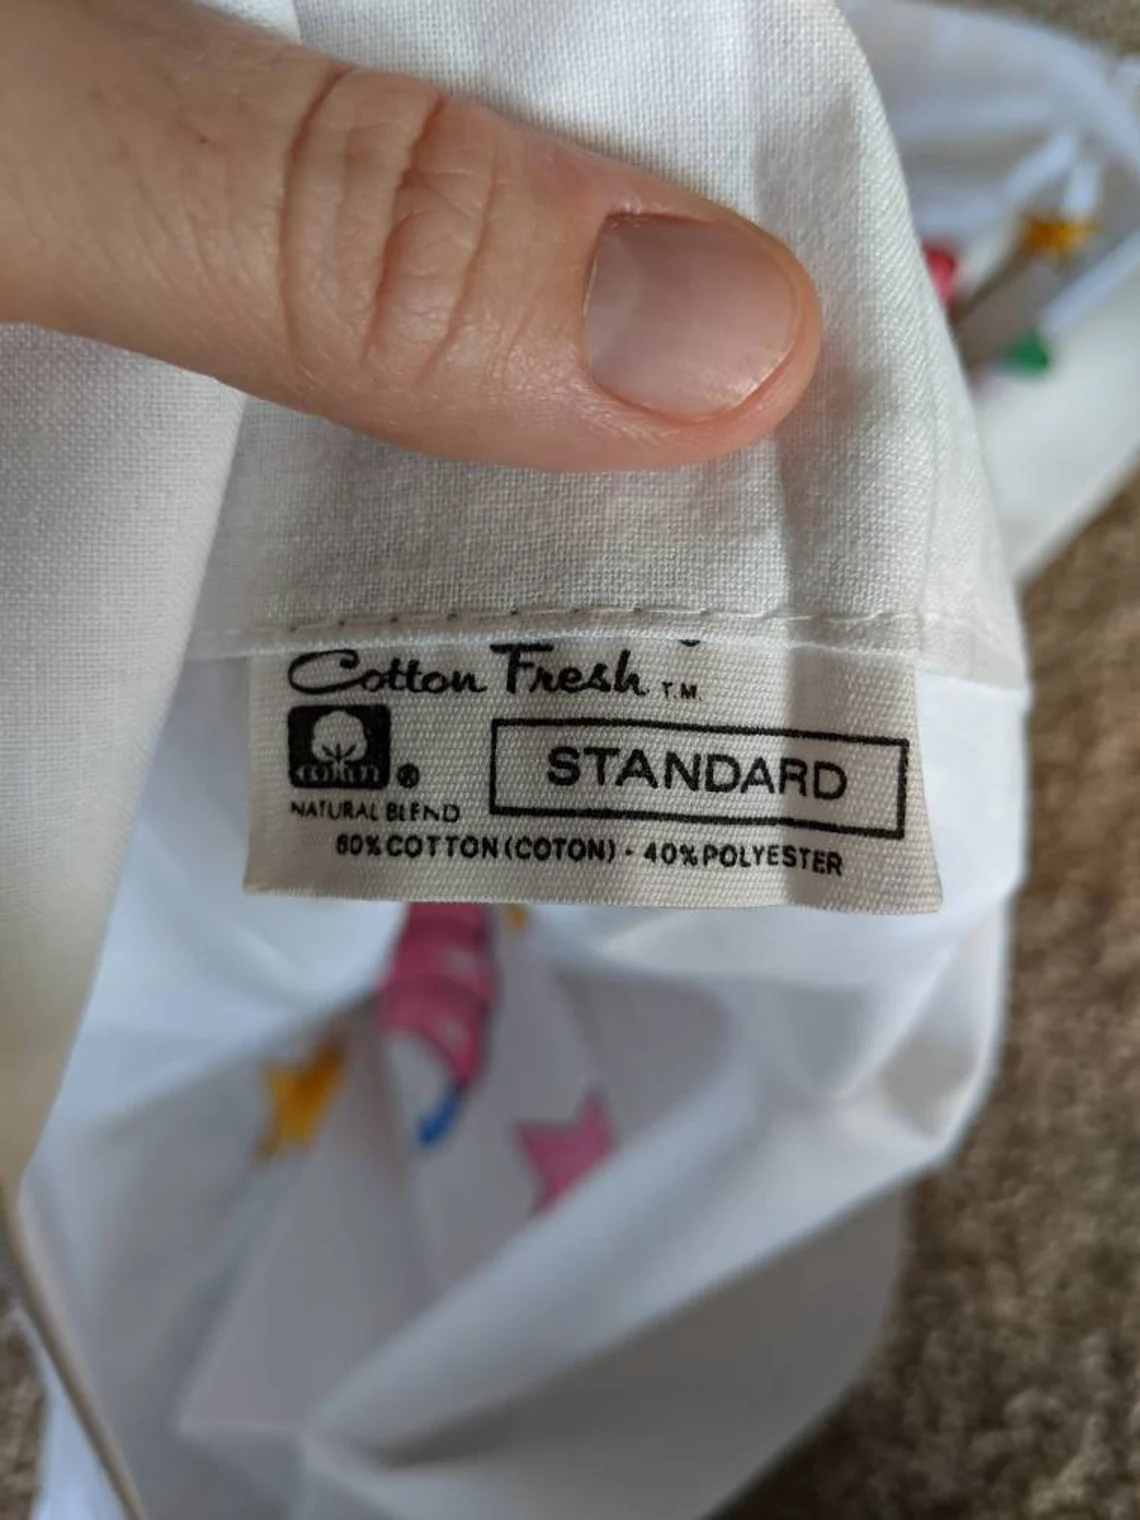 Cotton Fresh T.M.
COTTON ®
STANDARD
NATURAL BLEND
60% COTTON (COTON) - 40% POLYESTER